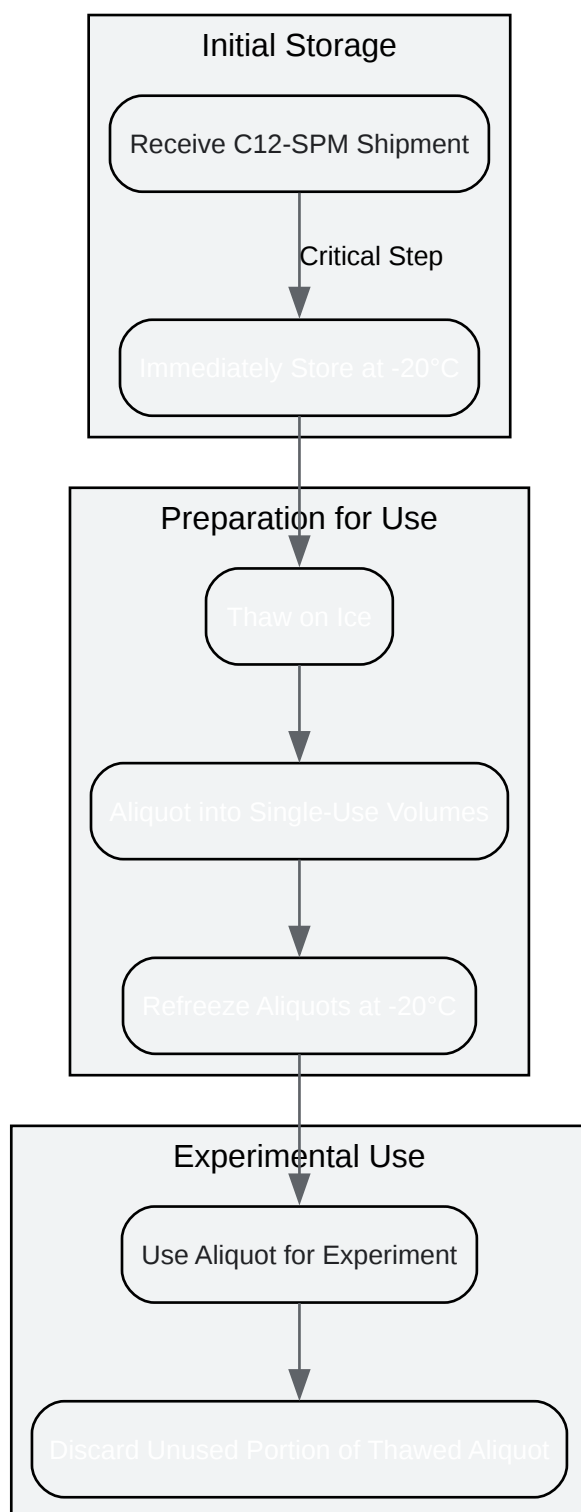 Initial Storage
Receive C12-SPM Shipment
Critical Step
Immediately Store at -20°C
Preparation for Use
Thaw on Ice
Aliquot into Single-Use Volumes
Refreeze Aliquots at -20°C
Experimental Use
Use Aliquot for Experiment
Discard Unused Portion of Thawed Aliquot